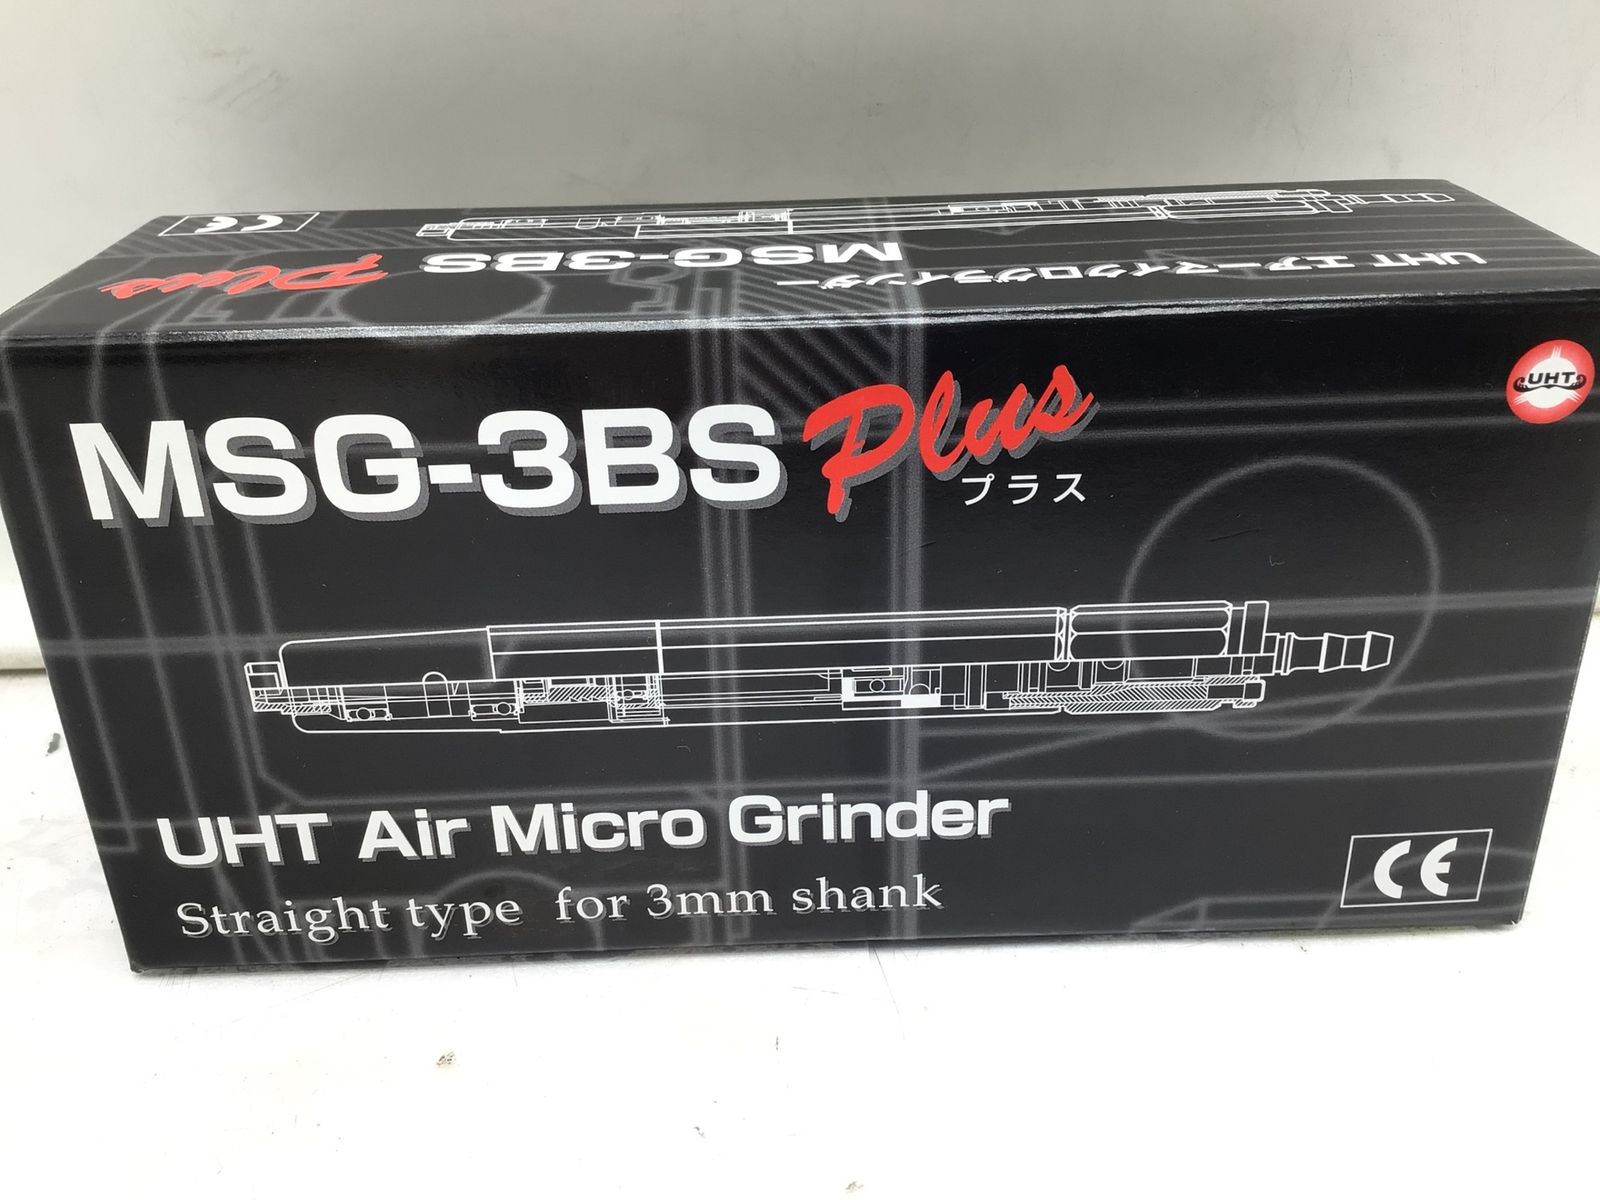 CE
MSG-3BS Plus
UHT エアーマイクログラインダー
MSG-3BS Plus
プラス
UHT
UHT Air Micro Grinder
Straight type for 3mm shank
CE